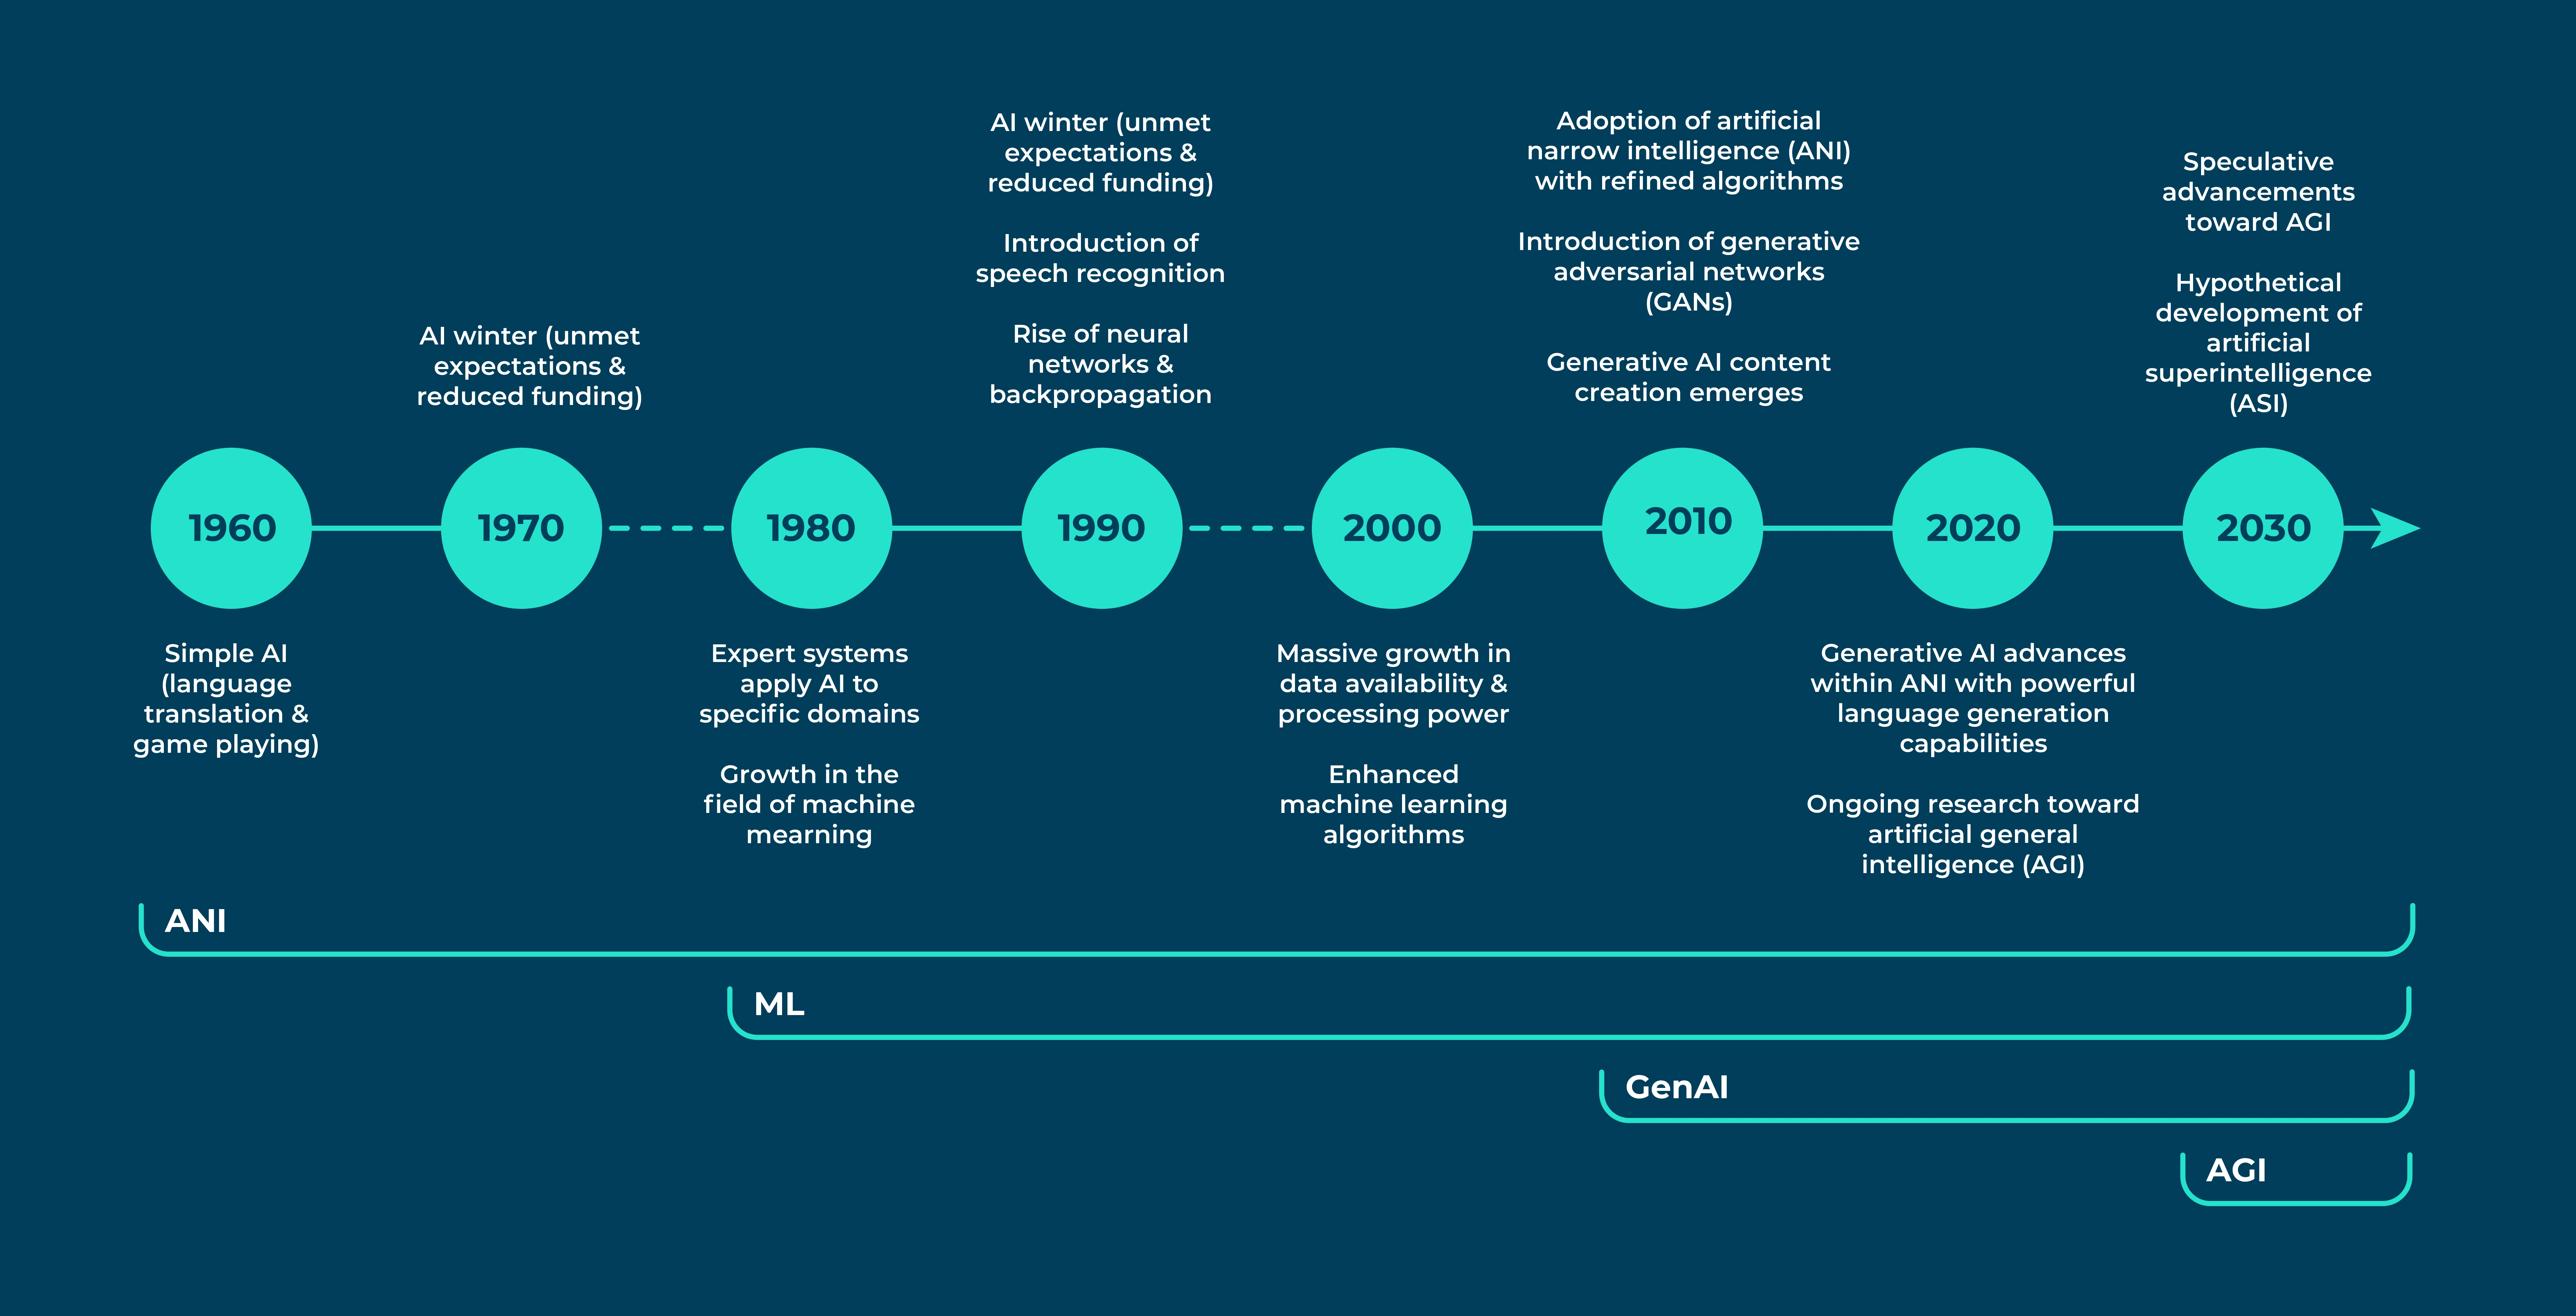 AI winter (unmet
expectations &
reduced funding)
Introduction of
speech recognition
Rise of neural
networks &
backpropagation
Adoption of artificial
narrow intelligence (ANI)
with refined algorithms
Introduction of generative
adversarial networks
(GANs)
Generative AI content
creation emerges
Speculative
advancements
toward AGI
Hypothetical
development of
artificial
superintelligence
(ASI)
AI winter (unmet
expectations &
reduced funding)
1960
1970
1980
1990
2000
2010
2020
2030
Simple AI
(language
translation &
game playing)
Expert systems
apply AI to
specific domains
Growth in the
field of machine
mearning
Massive growth in
data availability &
processing power
Enhanced
machine learning
algorithms
Generative AI advances
within ANI with powerful
language generation
capabilities
Ongoing research toward
artificial general
intelligence (AGI)
ANI
ML
GenAI
AGI